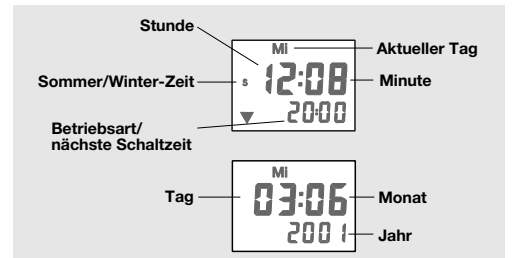 Stunde
Mi
Aktueller Tag
Sommer/Winter-Zeit
s
12:08
Minute
Betriebsart/
nächste Schaltzeit
20:00
Mi
Tag
03:06
Monat
2001
Jahr